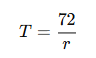 T = 72/r